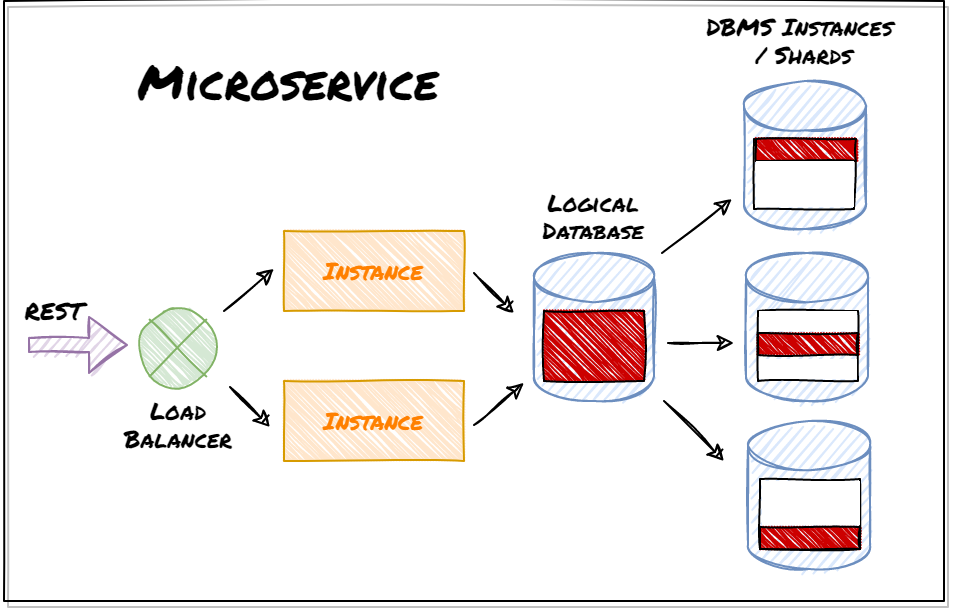 DBMS Instances
/ Shards
Microservice
Logical
Database
Instance
REST
Load
Balancer
Instance